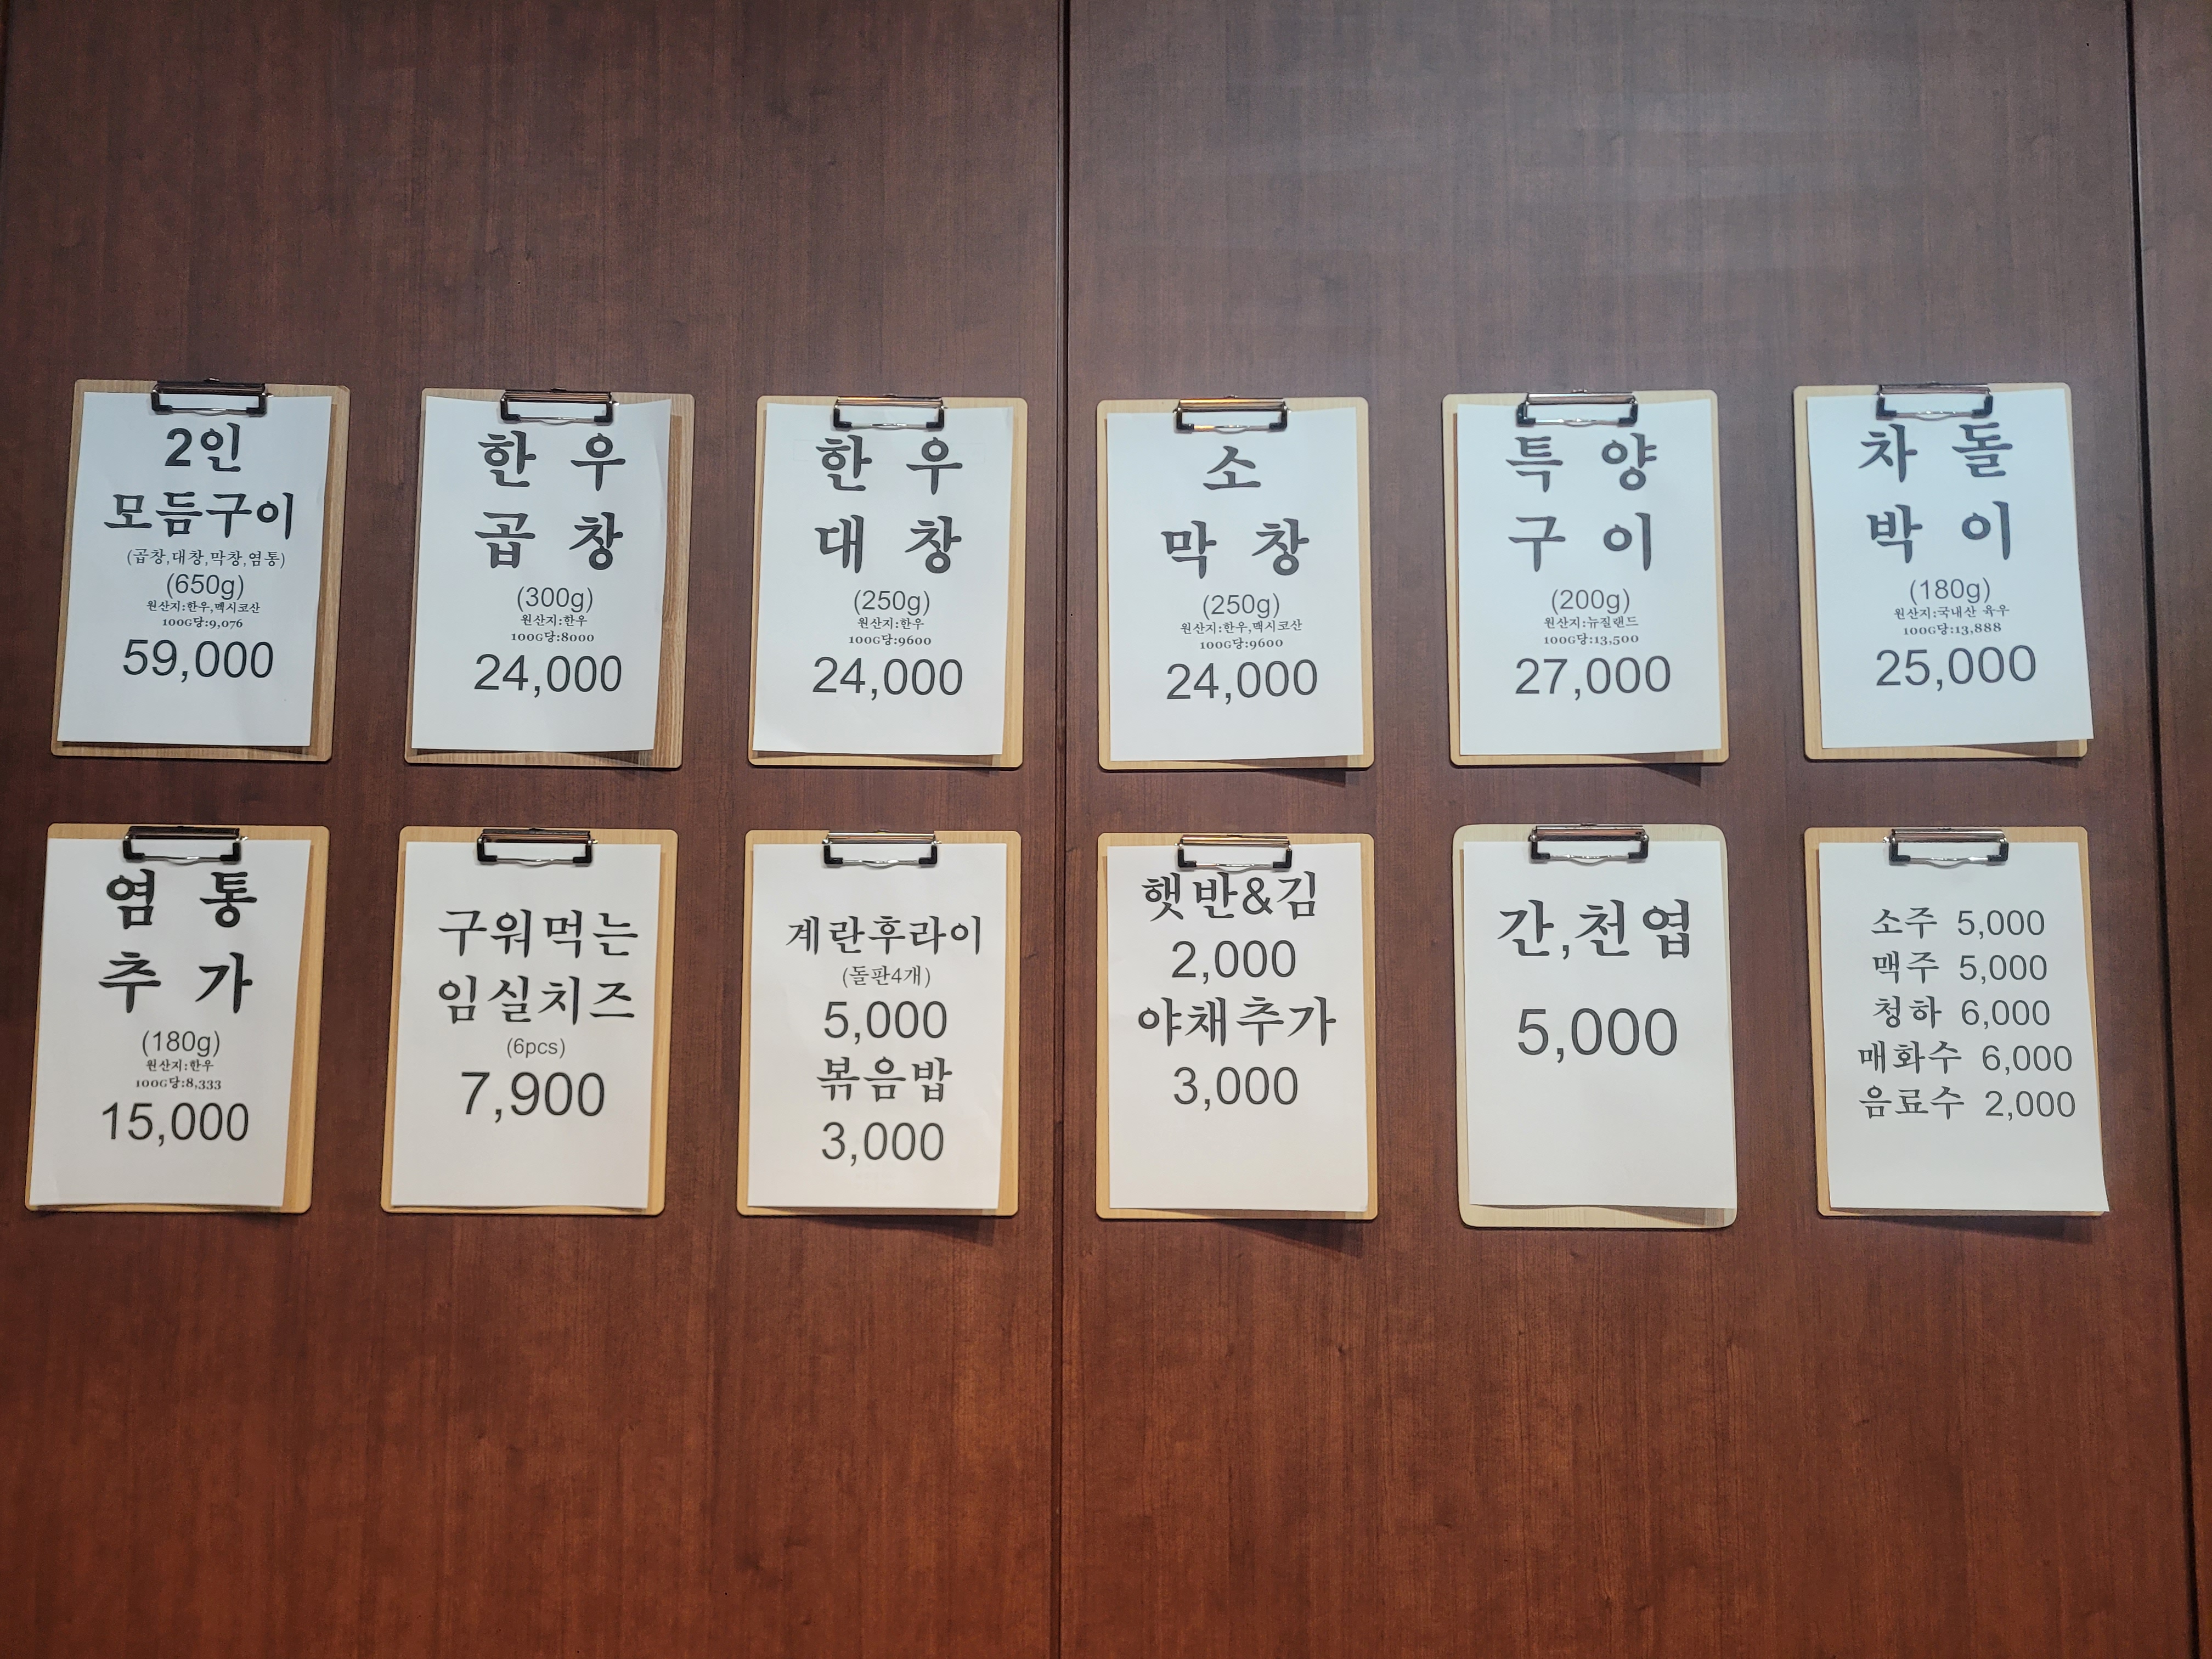 2인
모듬구이
(곱창,대창,막창,염통)
(650g)
원산지:한우,멕시코산
100G당:9,076
59,000
한 우
곱 창
(300g)
원산지:한우
100G당:8000
24,000
한 우
대 창
(250g)
원산지:한우
100G당:9600
24,000
소
막 창
(250g)
원산지:한우,멕시코산
100G당:9600
24,000
특 양
구 이
(200g)
원산지:뉴질랜드
100G당:13,500
27,000
차 돌
박 이
(180g)
원산지:국내산 육우
100G당:13,888
25,000
염 통
추 가
(180g)
원산지:한우
100G당:8,333
15,000
구워먹는
임실치즈
(6pcs)
7,900
계란후라이
(돌판4개)
5,000
볶음밥
3,000
햇반&김
2,000
야채추가
3,000
간,천엽
5,000
소주 5,000
맥주 5,000
청하 6,000
매화수 6,000
음료수 2,000